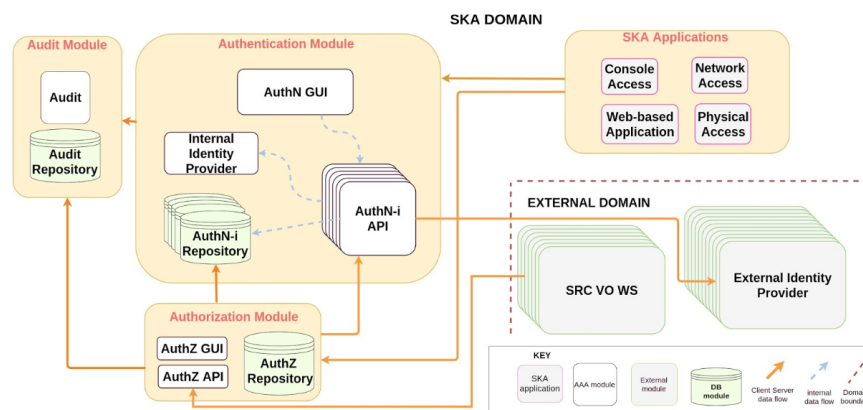 SKA DOMAIN
Audit Module
Audit
Audit
Repository
Authentication Module
AuthN GUI
Internal
Identity
Provider
AuthN-i
API
AuthN-i
Repository
SKA Applications
Console
Access
Network
Access
Web-based
Application
Physical
Access
EXTERNAL DOMAIN
SRC VO WS
External Identity
Provider
Authorization Module
AuthZ GUI
AuthZ API
AuthZ
Repository
KEY
SKA
application
AAA module
External
module
DB
module
Client Server
data flow
internal
data flow